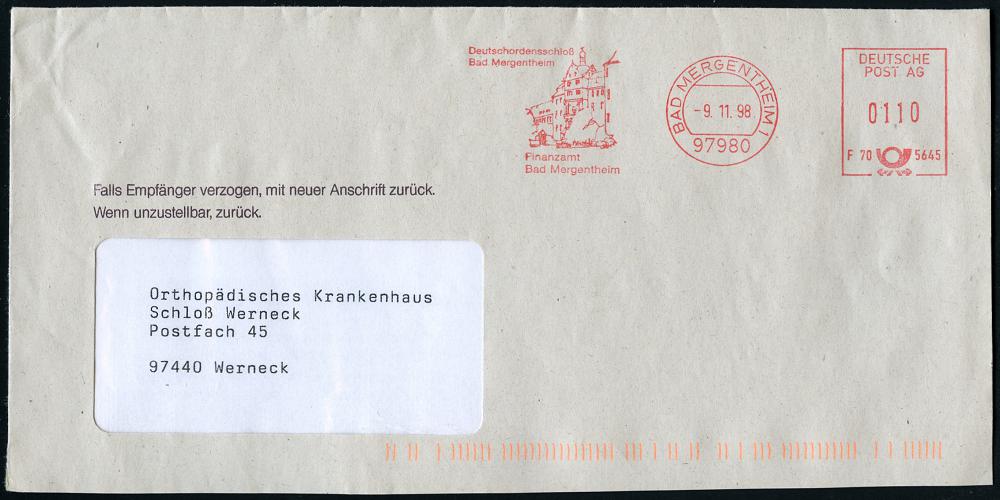 Deutschordensschloß
Bad Mergentheim
Finanzamt
Bad Mergentheim
BAD MERGENTHEIM 1
-9. 11. 98
97980
DEUTSCHE
POST AG
0110
F 70 5645
Falls Empfänger verzogen, mit neuer Anschrift zurück.
Wenn unzustellbar, zurück.
Orthopädisches Krankenhaus
Schloß Werneck
Postfach 45
97440 Werneck